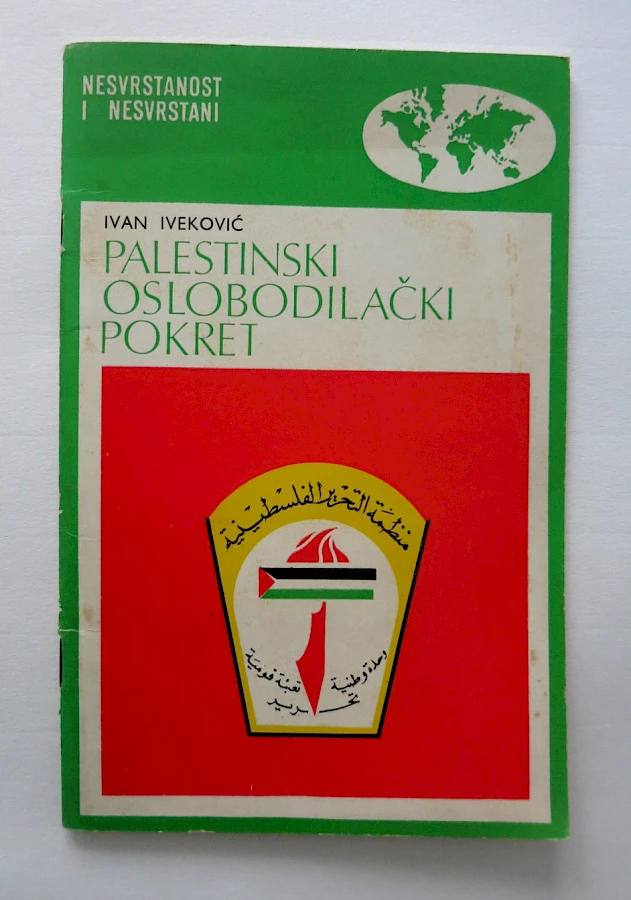 NESVRSTANOST
I NESVRSTANI
IVAN IVEKOVIĆ
PALESTINSKI
OSLOBODILAČKI
POKRET
منظمة التحرير الفلسطينية
وحدة وطنية
تعبئة قومية
تحرير